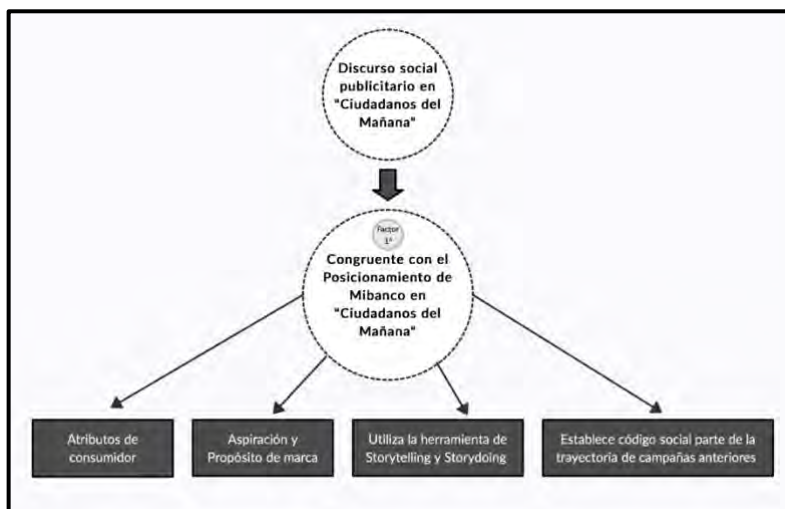 Discurso social
publicitario en
"Ciudadanos del
Mañana"
Factor
1°
Congruente con el
Posicionamiento de
Mibanco en
"Ciudadanos del
Mañana"
Atributos de
consumidor
Aspiración y
Propósito de marca
Utiliza la herramienta de
Storytelling y Storydoing
Establece código social parte de la
trayectoria de campañas anteriores